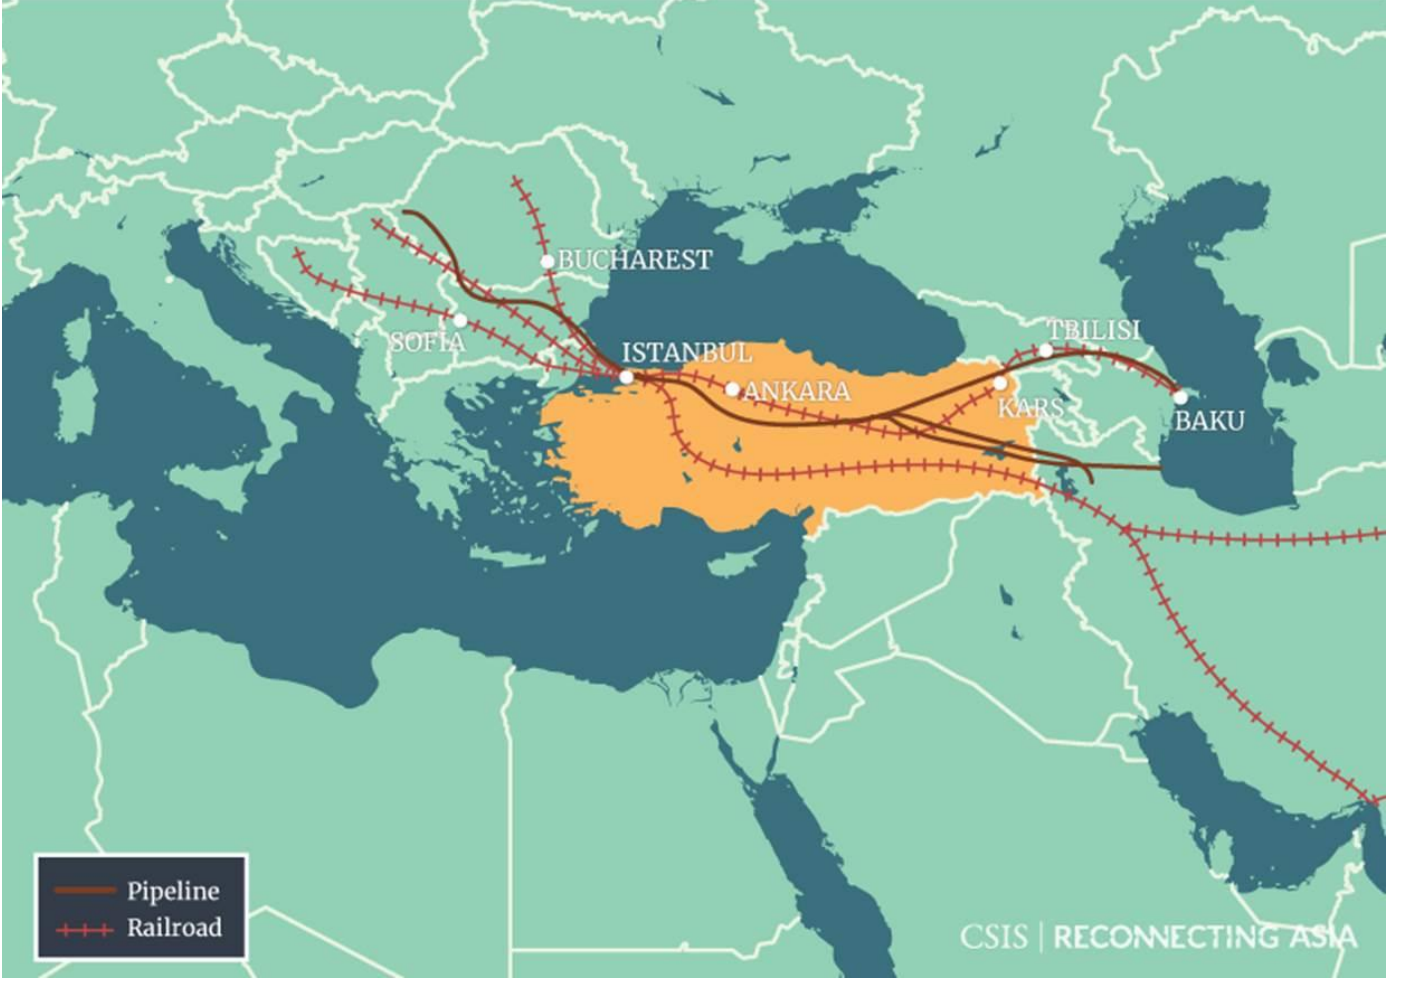 BUCHAREST
TBILISI
SOFIA
ISTANBUL
ANKARA
KARS
BAKU
Pipeline
Railroad
CSIS | RECONNECTING ASIA